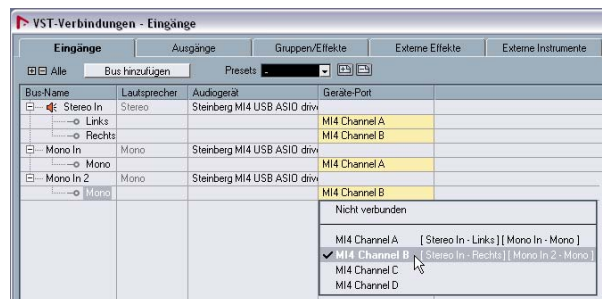 VST-Verbindungen - Eingänge
Eingänge Ausgänge Gruppen/Effekte Externe Effekte Externe Instrumente
Alle Bus hinzufügen Presets -
Bus-Name Lautsprecher Audiogerät Geräte-Port
Stereo In Stereo Steinberg MI4 USB ASIO driv
Links MI4 Channel A
Rechts MI4 Channel B
Mono In Mono Steinberg MI4 USB ASIO driv
Mono MI4 Channel A
Mono In 2 Mono Steinberg MI4 USB ASIO driv
Mono MI4 Channel B
Nicht verbunden
MI4 Channel A [ Stereo In - Links ] [ Mono In - Mono ]
MI4 Channel B [ Stereo In - Rechts ] [ Mono In 2 - Mono ]
MI4 Channel C
MI4 Channel D